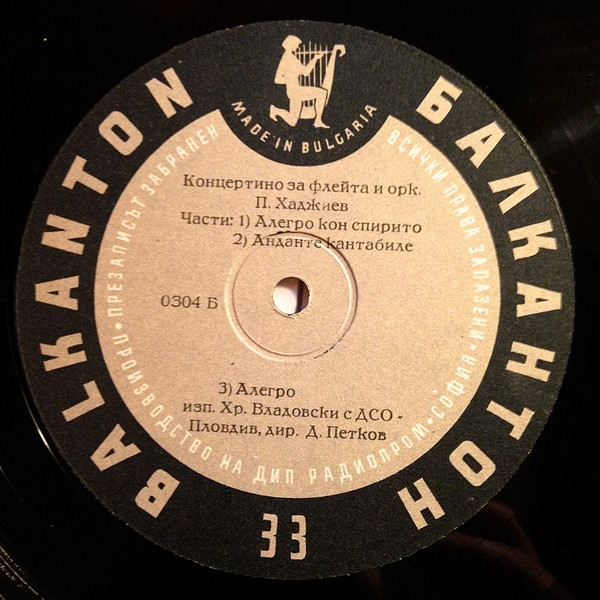 BALKANTON
БАЛКАНТОН
MADE IN BULGARIA
ПРОИЗВОДСТВО НА ДИП РАДИОПРОМ • СОФИЯ • ВСИЧКИ ПРАВА ЗАПАЗЕНИ
• ПРЕЗАПИСЪТ ЗАБРАНЕН
Концертино за флейта и орк.
П. Хаджиев
Части: 1) Алегро кон спирито
2) Анданте кантабиле
0304 Б
3) Алегро
изп. Хр. Владовски с ДСО -
Пловдив, дир. Д. Петков
33